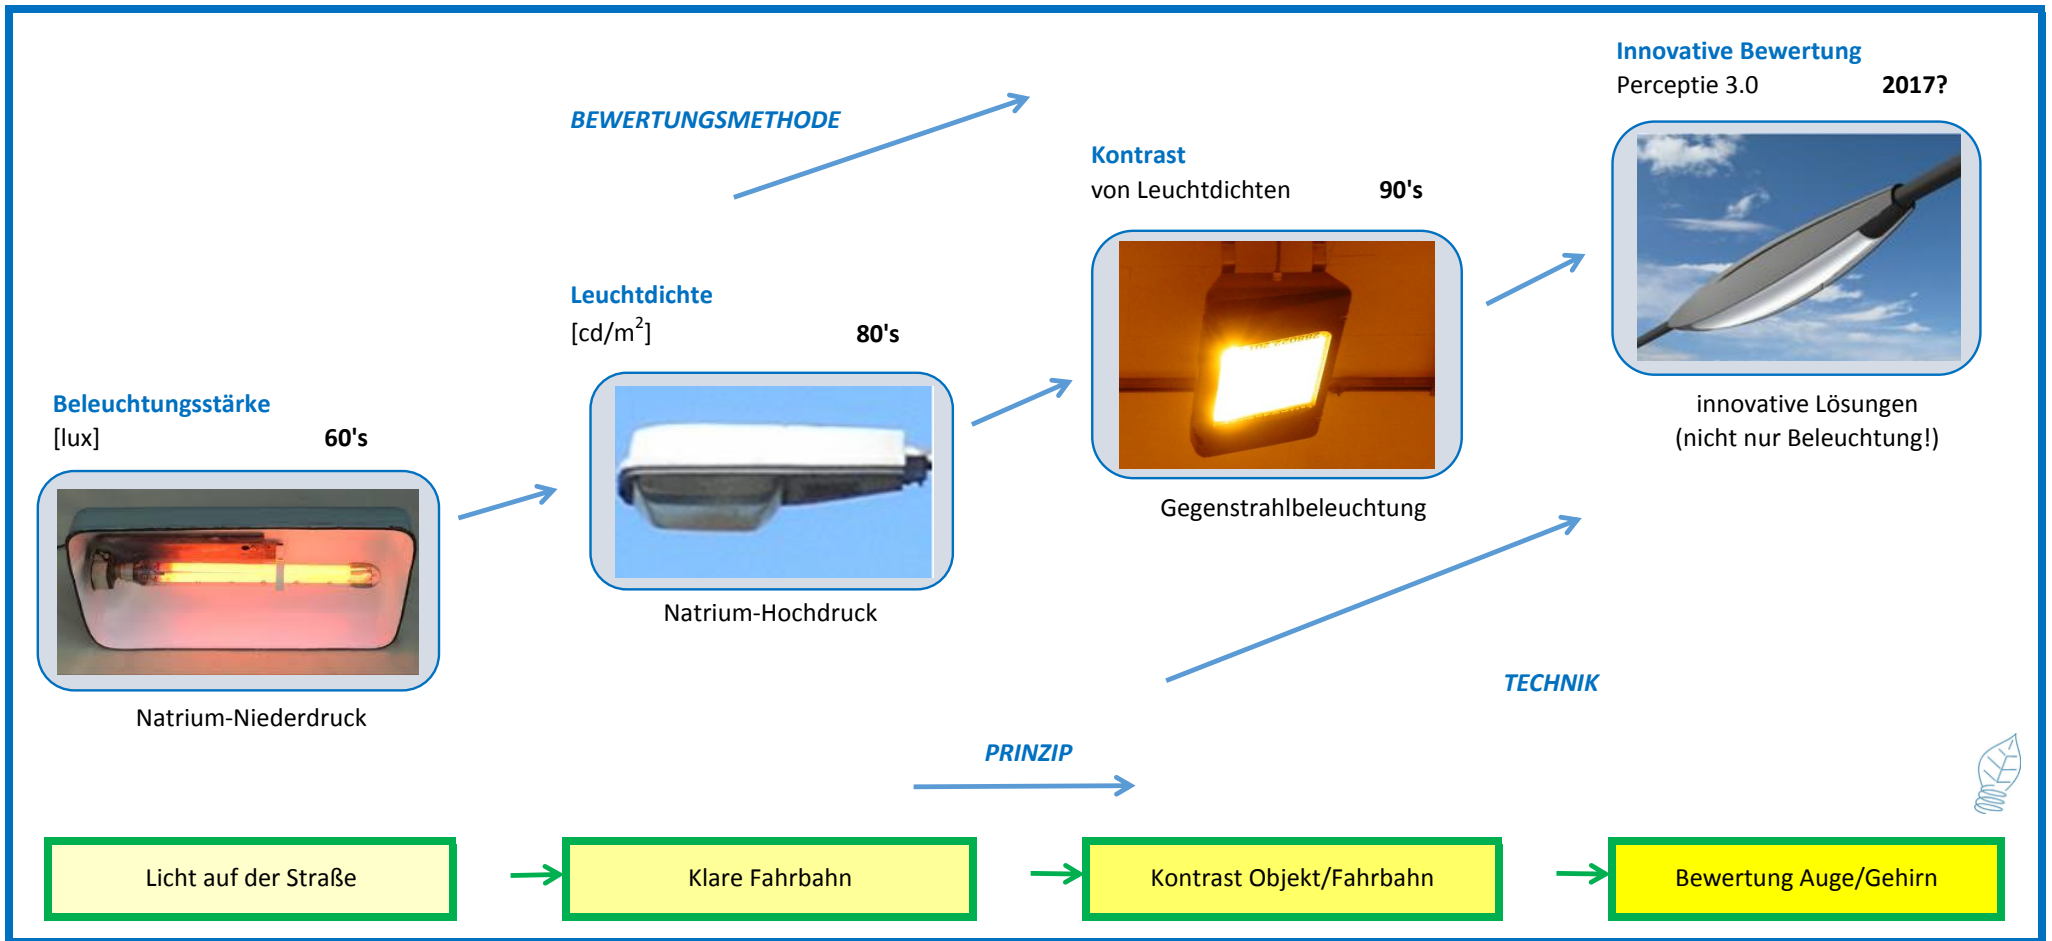 Innovative Bewertung
Perceptie 3.0 2017?
BEWERTUNGSMETHODE
Kontrast
von Leuchtdichten 90's
Leuchtdichte
[cd/m²] 80's
Beleuchtungsstärke
[lux] 60's
innovative Lösungen
(nicht nur Beleuchtung!)
Gegenstrahlbeleuchtung
Natrium-Hochdruck
Natrium-Niederdruck
TECHNIK
PRINZIP
Licht auf der Straße
Klare Fahrbahn
Kontrast Objekt/Fahrbahn
Bewertung Auge/Gehirn